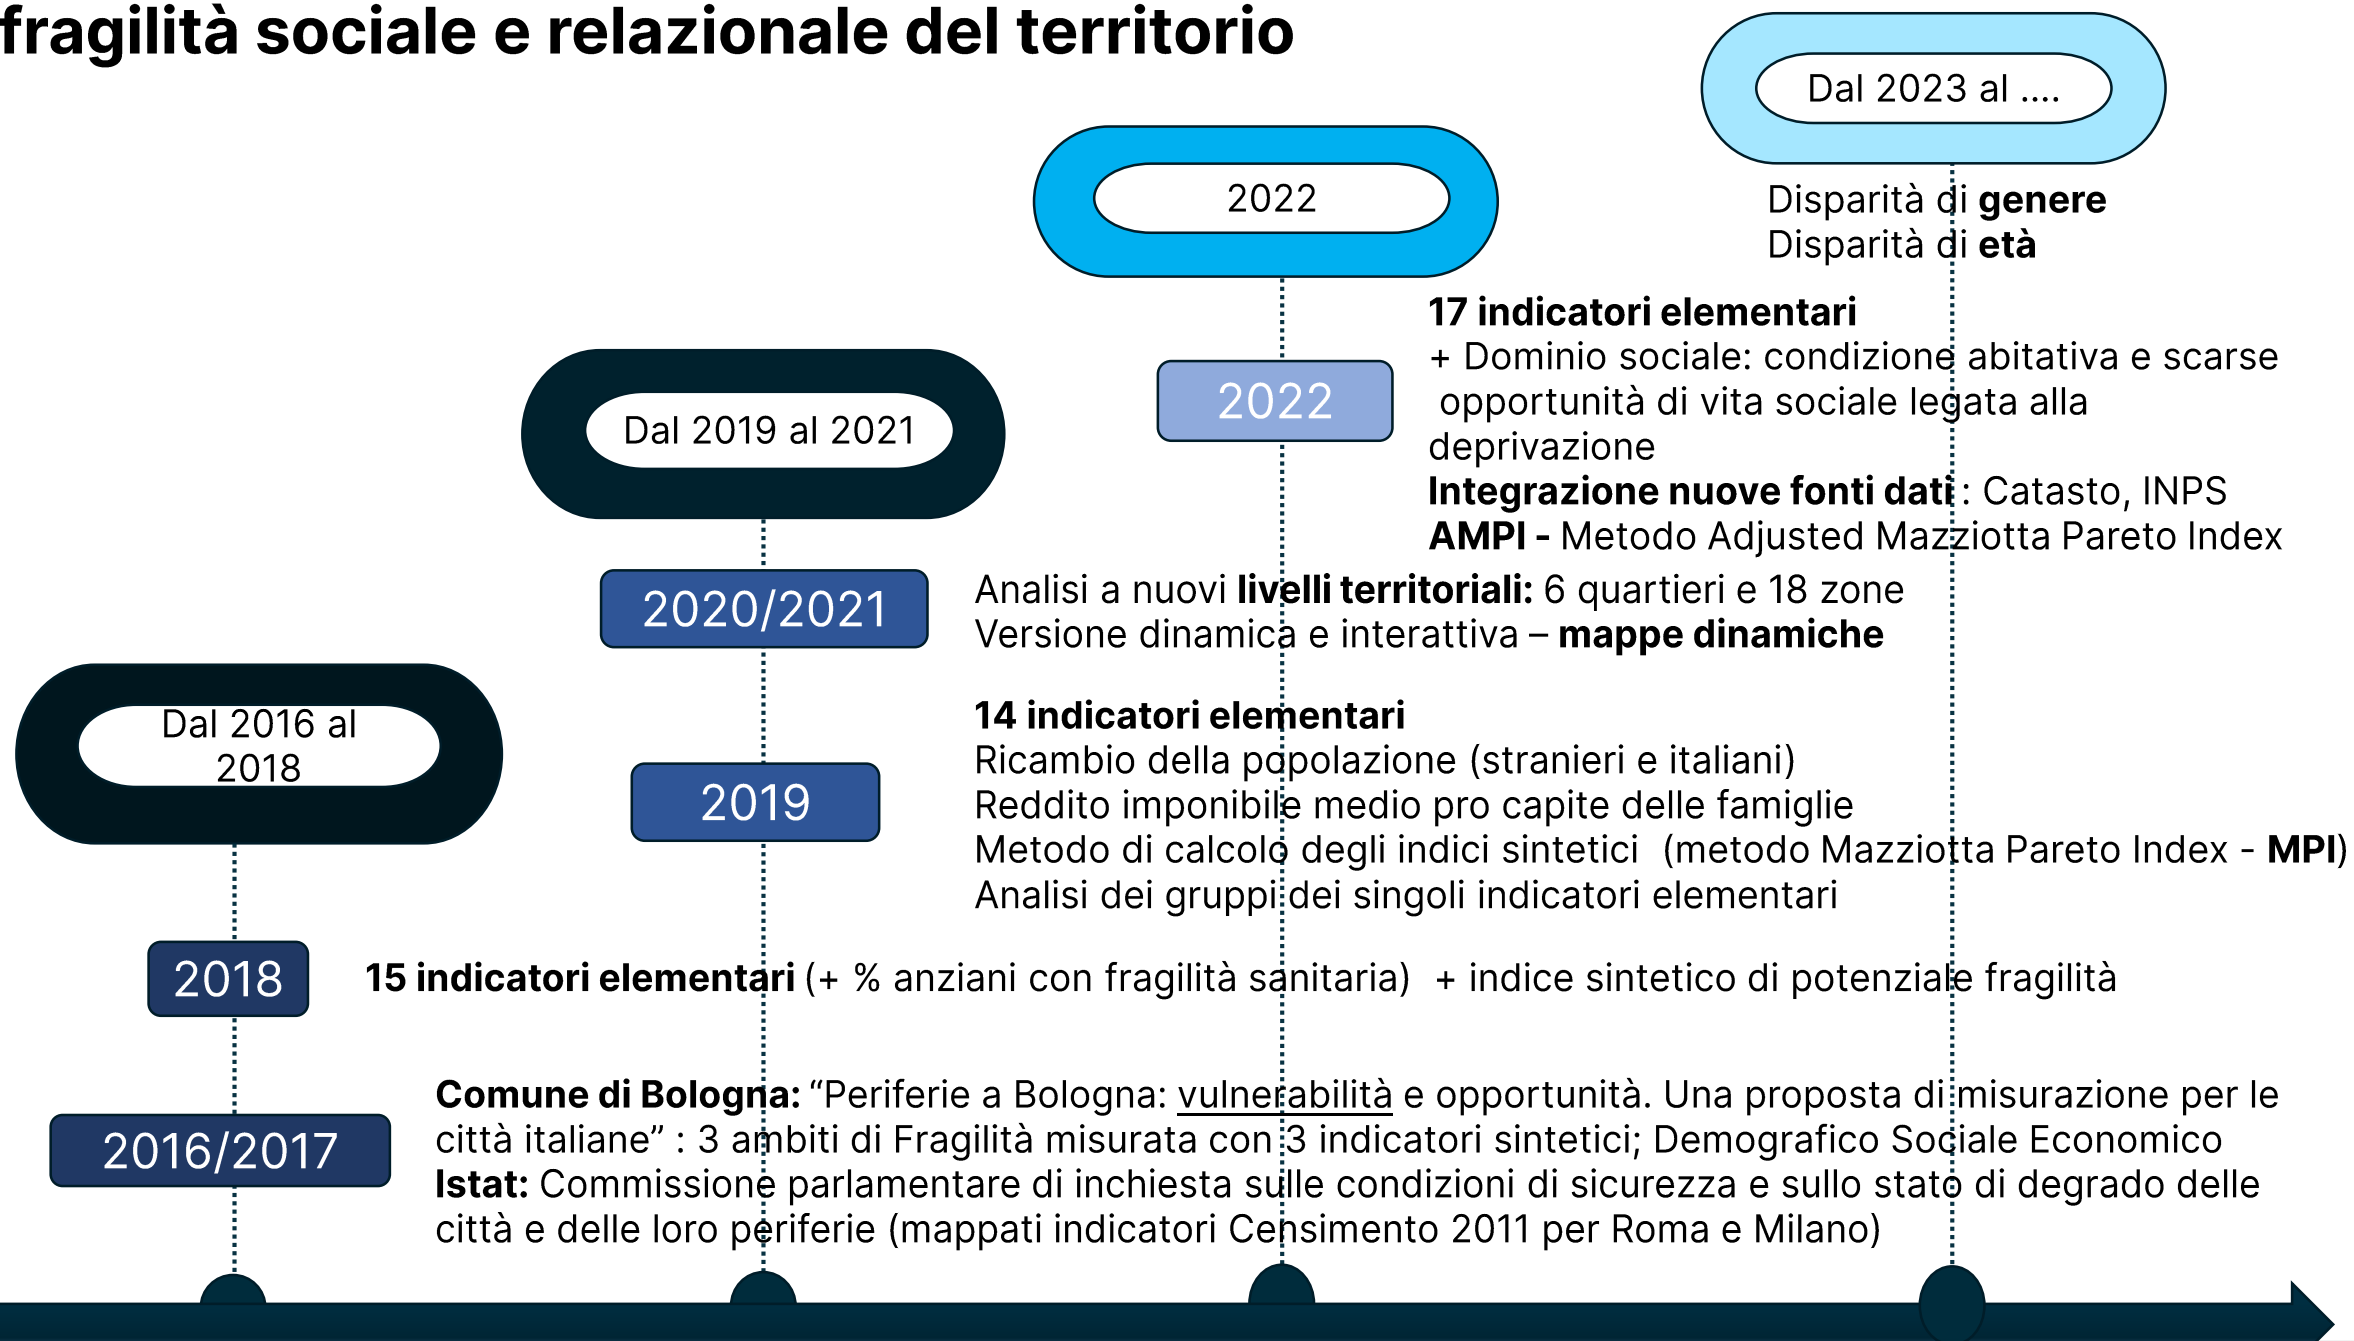 fragilità sociale e relazionale del territorio
Dal 2023 al ....
Disparità di genere
Disparità di età
2022
2022
17 indicatori elementari
+ Dominio sociale: condizione abitativa e scarse
opportunità di vita sociale legata alla
deprivazione
Integrazione nuove fonti dati : Catasto, INPS
AMPI - Metodo Adjusted Mazziotta Pareto Index
Dal 2019 al 2021
2020/2021
Analisi a nuovi livelli territoriali: 6 quartieri e 18 zone
Versione dinamica e interattiva – mappe dinamiche
2019
14 indicatori elementari
Ricambio della popolazione (stranieri e italiani)
Reddito imponibile medio pro capite delle famiglie
Metodo di calcolo degli indici sintetici (metodo Mazziotta Pareto Index - MPI)
Analisi dei gruppi dei singoli indicatori elementari
Dal 2016 al
2018
2018
15 indicatori elementari (+ % anziani con fragilità sanitaria) + indice sintetico di potenziale fragilità
2016/2017
Comune di Bologna: “Periferie a Bologna: vulnerabilità e opportunità. Una proposta di misurazione per le
città italiane” : 3 ambiti di Fragilità misurata con 3 indicatori sintetici; Demografico Sociale Economico
Istat: Commissione parlamentare di inchiesta sulle condizioni di sicurezza e sullo stato di degrado delle
città e delle loro periferie (mappati indicatori Censimento 2011 per Roma e Milano)